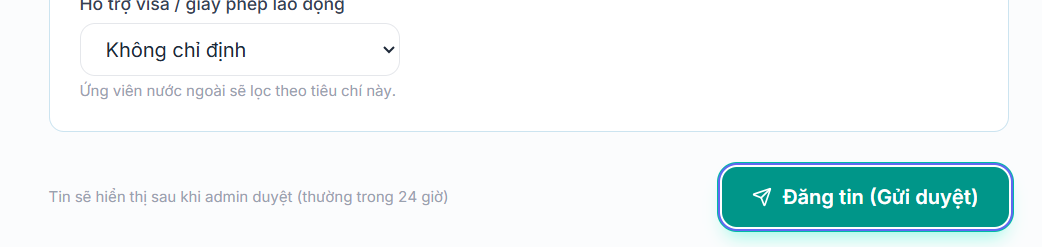 Hỗ trợ visa / giấy phép lao động
Không chỉ định
Ứng viên nước ngoài sẽ lọc theo tiêu chí này.
Tin sẽ hiển thị sau khi admin duyệt (thường trong 24 giờ)
Đăng tin (Gửi duyệt)